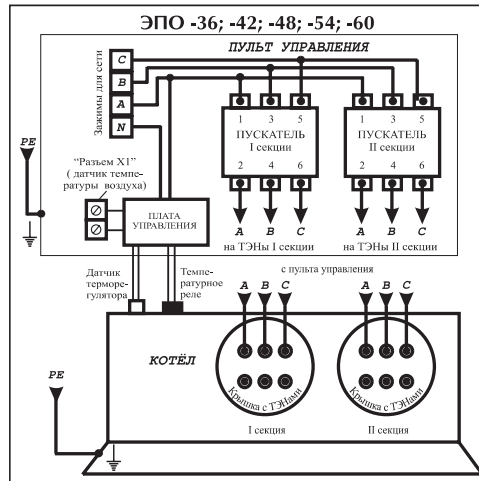 ЭПО -36; -42; -48; -54; -60
ПУЛЬТ УПРАВЛЕНИЯ
Зажимы для сети
C
B
A
N
PE
1 3 5
ПУСКАТЕЛЬ
I секции
2 4 6
A B C
на ТЭНы I секции
1 3 5
ПУСКАТЕЛЬ
II секции
2 4 6
A B C
на ТЭНы II секции
"Разъем X1"
( датчик темпе-
ратуры воздуха)
ПЛАТА
УПРАВЛЕНИЯ
Датчик
терморе-
гулятора
Темпе-
ратурное
реле
с пульта управления
A B C
A B C
КОТЁЛ
PE
Крышка с ТЭНами
I секция
Крышка с ТЭНами
II секция